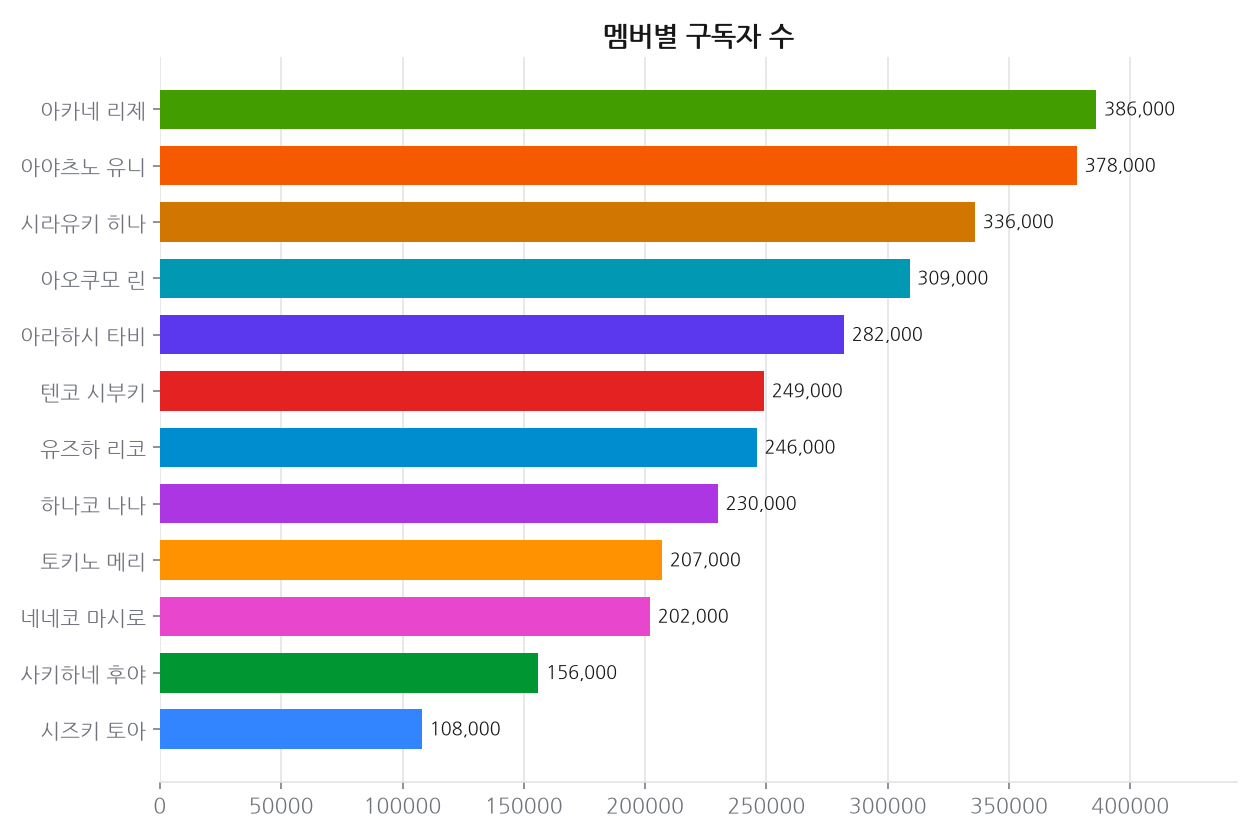 멤버별 구독자 수
아카네 리제 386,000
아야츠노 유니 378,000
시라유키 히나 336,000
아오쿠모 린 309,000
아라하시 타비 282,000
텐코 시부키 249,000
유즈하 리코 246,000
하나코 나나 230,000
토키노 메리 207,000
네네코 마시로 202,000
사키하네 후야 156,000
시즈키 토아 108,000
0 50000 100000 150000 200000 250000 300000 350000 400000